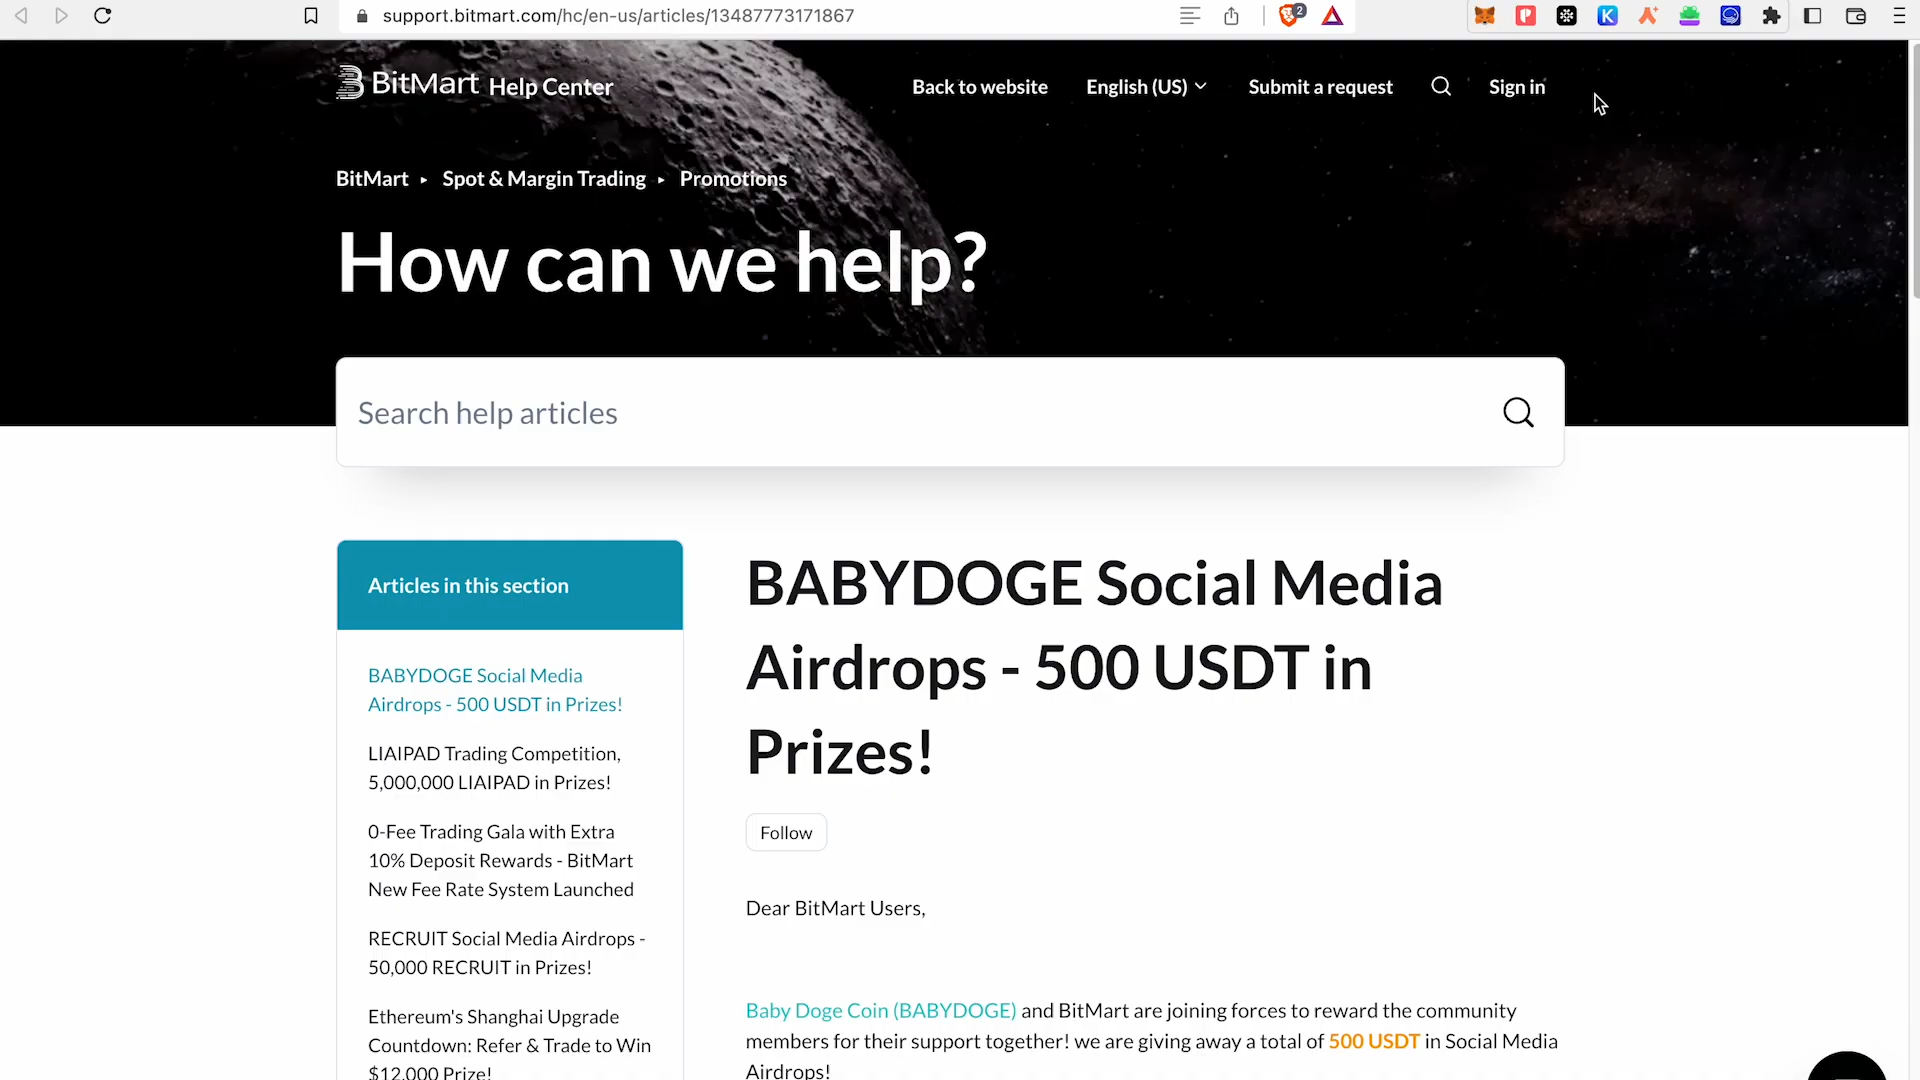 support.bitmart.com/hc/en-us/articles/13487773171867
2
BitMart Help Center
Back to website
English (US)
Submit a request
Sign in
BitMart ▸ Spot & Margin Trading ▸ Promotions
How can we help?
Search help articles
Articles in this section
BABYDOGE Social Media
Airdrops - 500 USDT in Prizes!
LIAIPAD Trading Competition,
5,000,000 LIAIPAD in Prizes!
0-Fee Trading Gala with Extra
10% Deposit Rewards - BitMart
New Fee Rate System Launched
RECRUIT Social Media Airdrops -
50,000 RECRUIT in Prizes!
Ethereum's Shanghai Upgrade
Countdown: Refer & Trade to Win
$12,000 Prize!
BABYDOGE Social Media
Airdrops - 500 USDT in
Prizes!
Follow
Dear BitMart Users,
Baby Doge Coin (BABYDOGE) and BitMart are joining forces to reward the community
members for their support together! we are giving away a total of 500 USDT in Social Media
Airdrops!